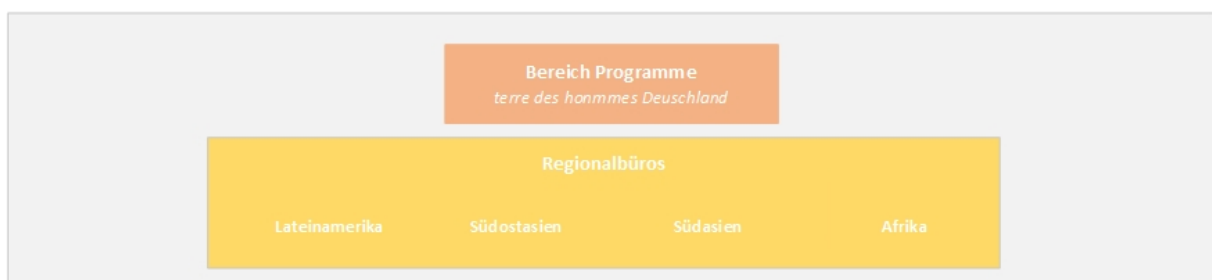 Bereich Programme
terre des honmmes Deuschland
Regionalbüros
Lateinamerika Südostasien Südasien Afrika